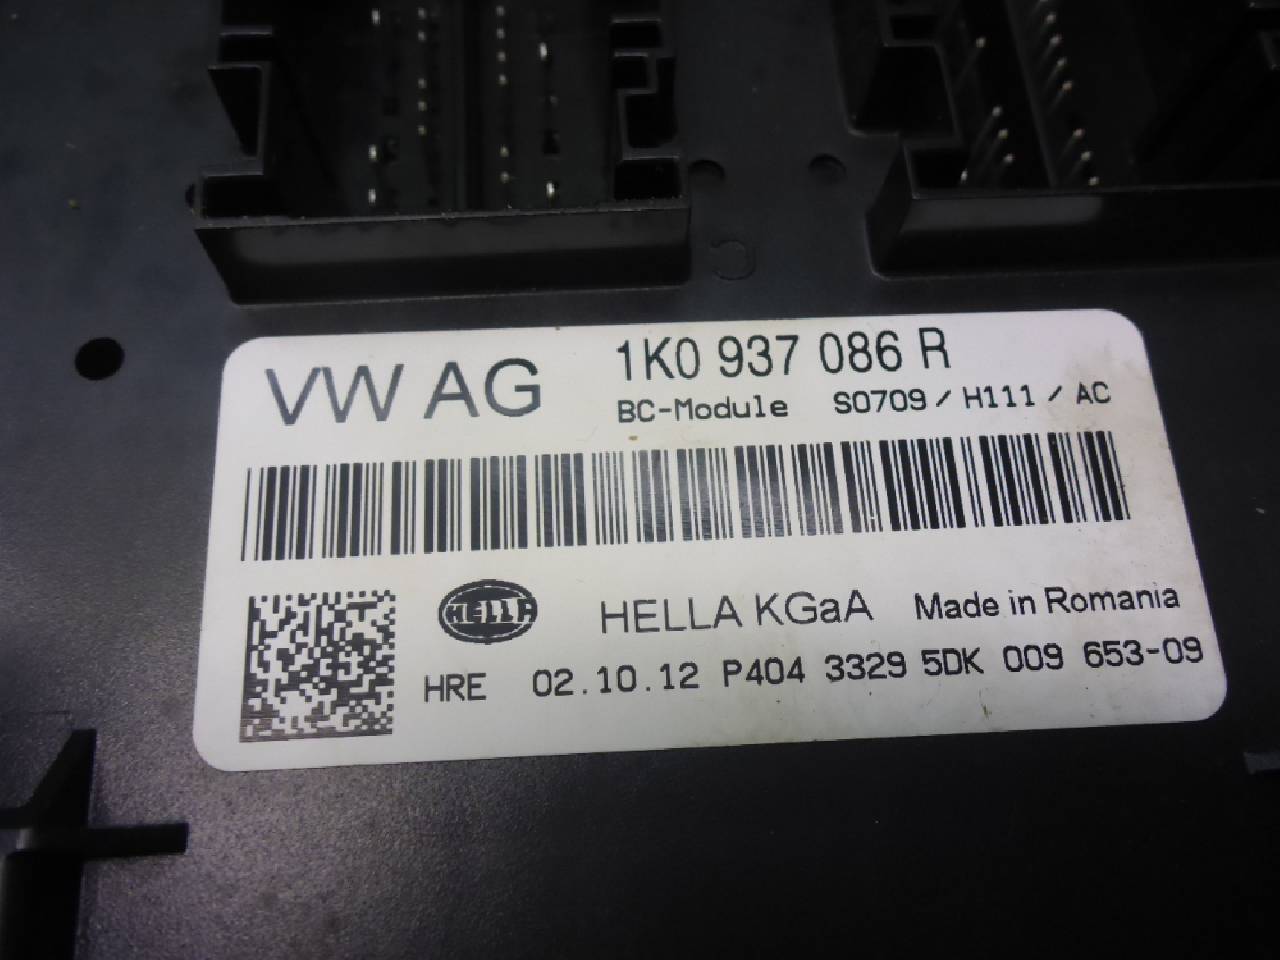 VW AG 1K0 937 086 R
BC-Module S0709 / H111 / AC
HELLA HELLA KGaA Made in Romania
HRE 02.10.12 P404 3329 5DK 009 653-09